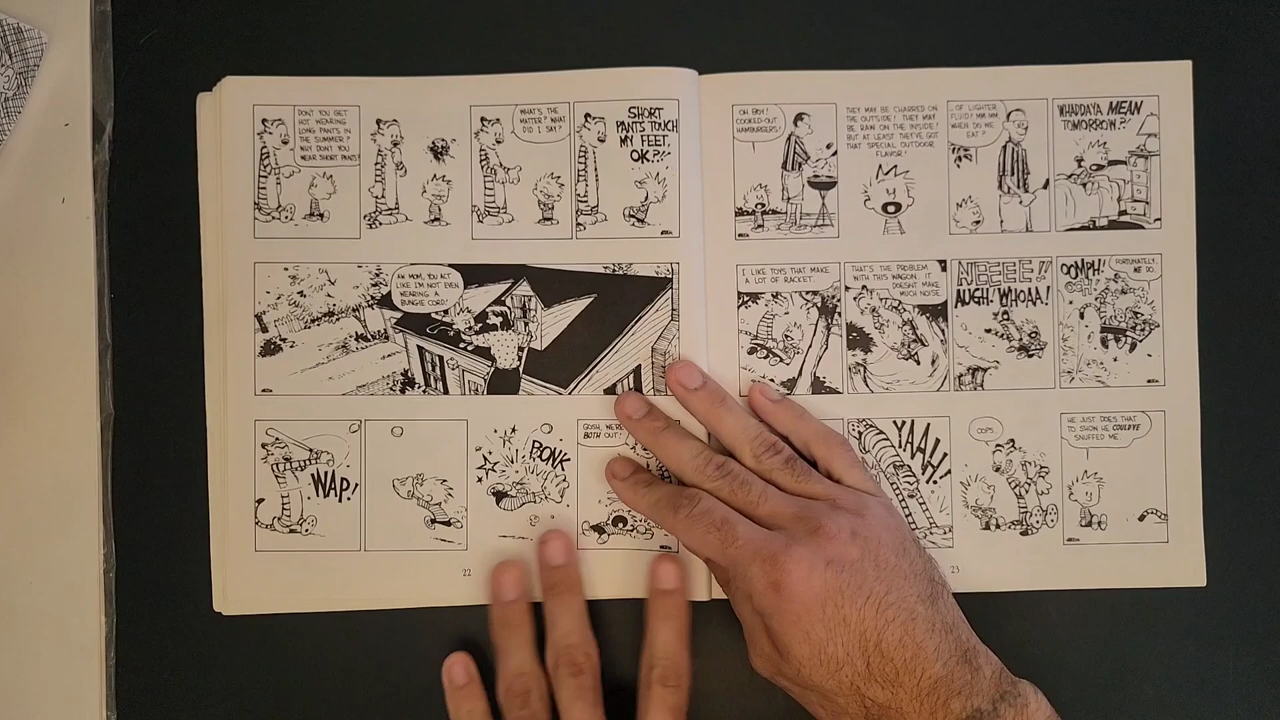 DON'T YOU GET
HOT WEARING
LONG PANTS IN
THE SUMMER?
WHY DON'T YOU
WEAR SHORT PANTS?
WHAT'S THE
MATTER? WHAT
DID I SAY?
SHORT
PANTS TOUCH
MY FEET,
OK?!!
AW MOM, YOU ACT
LIKE I'M NOT EVEN
WEARING A
BUNGIE CORD!
WAP!
BONK
GOSH, WE'RE
BOTH OUT!
22
OH BOY!
COOKED-OUT
HAMBURGERS!
THEY MAY BE CHARRED ON
THE OUTSIDE! THEY MAY
BE RAW ON THE INSIDE!
BUT AT LEAST THEY'VE GOT
THAT SPECIAL OUTDOOR
FLAVOR!
...OF LIGHTER
FLUID! MM MM,
WHEN DO WE
EAT?
WHADDAYA MEAN
TOMORROW?!
I LIKE TOYS THAT MAKE
A LOT OF RACKET.
THAT'S THE PROBLEM
WITH THIS WAGON. IT
DOESN'T MAKE
MUCH NOISE.
NEEEE!!
AUGH! WHOAA!
OOMPH!
OOH!
FORTUNATELY,
WE DO.
YAAH!
OOPS.
HE JUST DOES THAT
TO SHOW HE COULD'VE
SNUFFED ME.
23